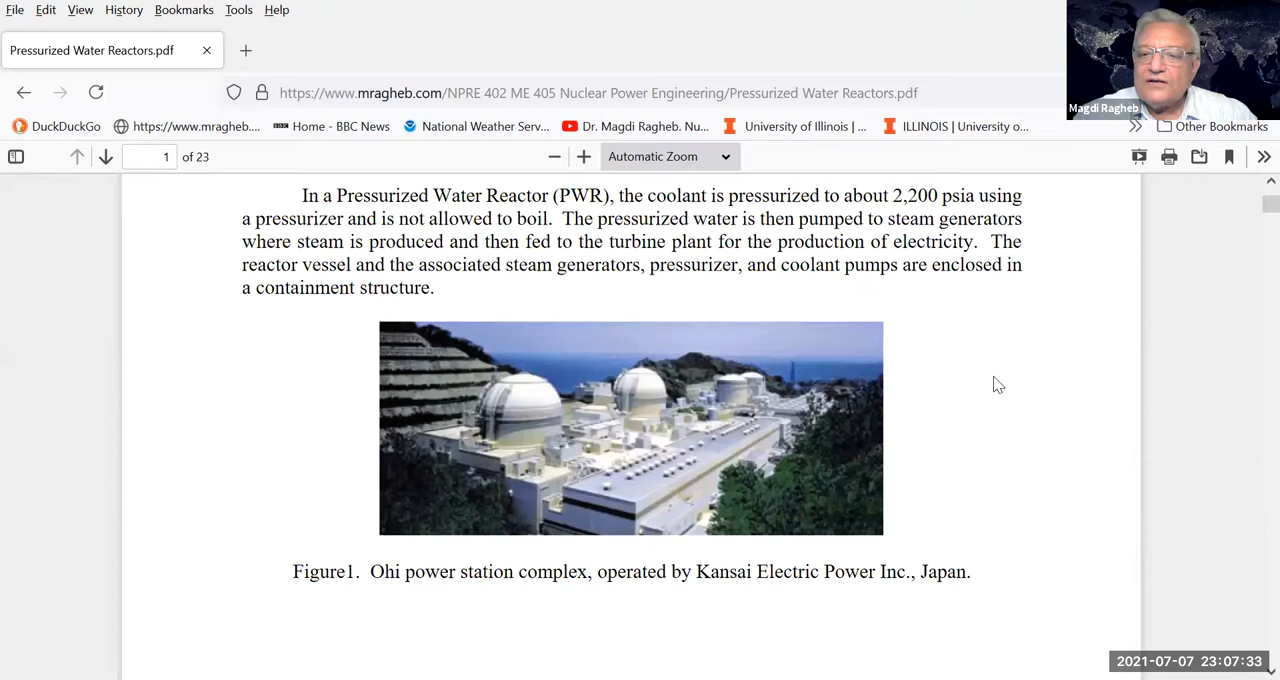 File Edit View History Bookmarks Tools Help
Pressurized Water Reactors.pdf
https://www.mragheb.com/NPRE 402 ME 405 Nuclear Power Engineering/Pressurized Water Reactors.pdf
Magdi Ragheb
DuckDuckGo https://www.mragheb.... BBC Home - BBC News National Weather Serv... Dr. Magdi Ragheb. Nu... University of Illinois | ... ILLINOIS | University o... Other Bookmarks
1 of 23 Automatic Zoom
In a Pressurized Water Reactor (PWR), the coolant is pressurized to about 2,200 psia using
a pressurizer and is not allowed to boil. The pressurized water is then pumped to steam generators
where steam is produced and then fed to the turbine plant for the production of electricity. The
reactor vessel and the associated steam generators, pressurizer, and coolant pumps are enclosed in
a containment structure.
Figure1. Ohi power station complex, operated by Kansai Electric Power Inc., Japan.
2021-07-07 23:07:33